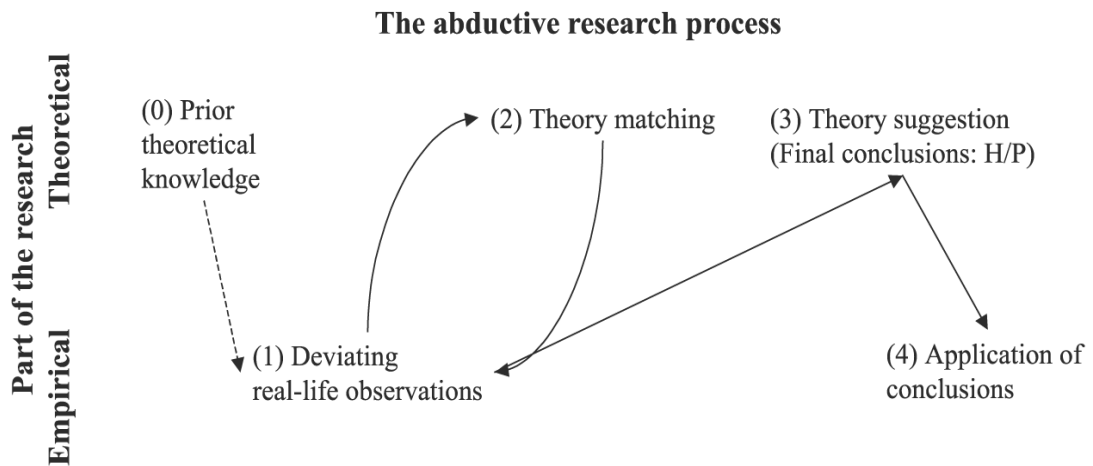 The abductive research process
Part of the research
Theoretical
Empirical
(0) Prior
theoretical
knowledge
(1) Deviating
real-life observations
(2) Theory matching
(3) Theory suggestion
(Final conclusions: H/P)
(4) Application of
conclusions